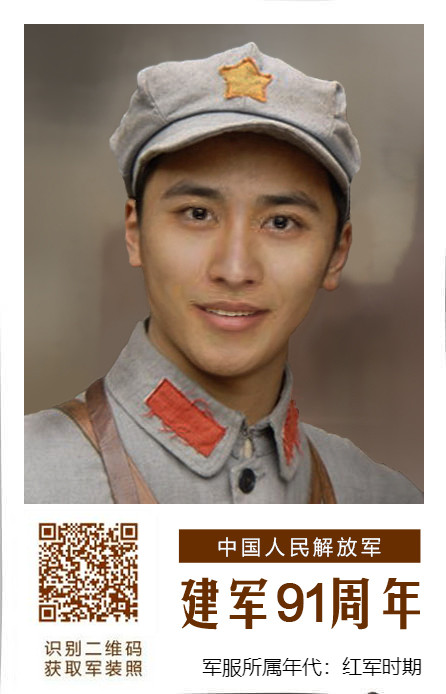 中国人民解放军
建军91周年
识别二维码
获取军装照
军服所属年代：红军时期